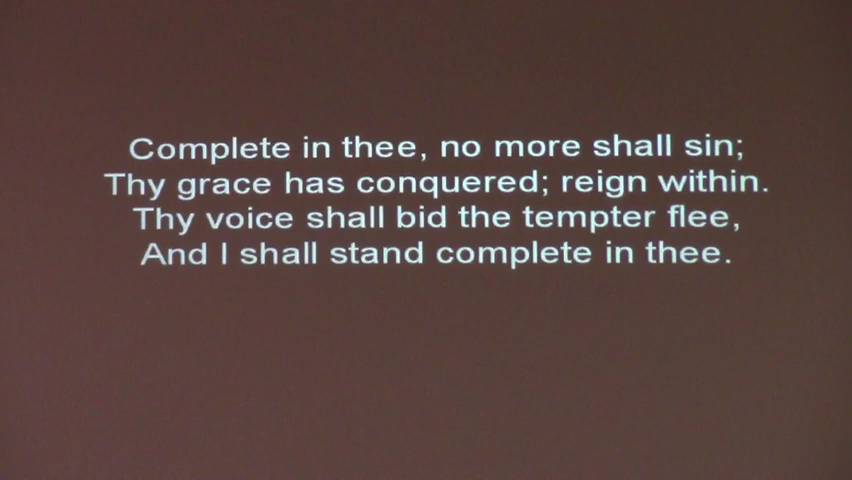 Complete in thee, no more shall sin;
Thy grace has conquered; reign within.
Thy voice shall bid the tempter flee,
And I shall stand complete in thee.